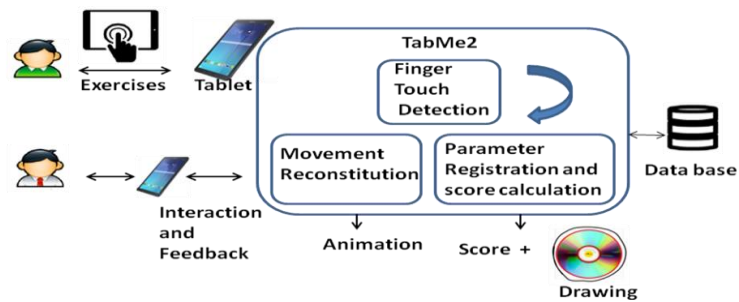 TabMe2
Finger
Touch
Detection
Exercises
Tablet
Movement
Reconstitution
Parameter
Registration and
score calculation
Data base
Interaction
and
Feedback
Animation
Score +
Drawing